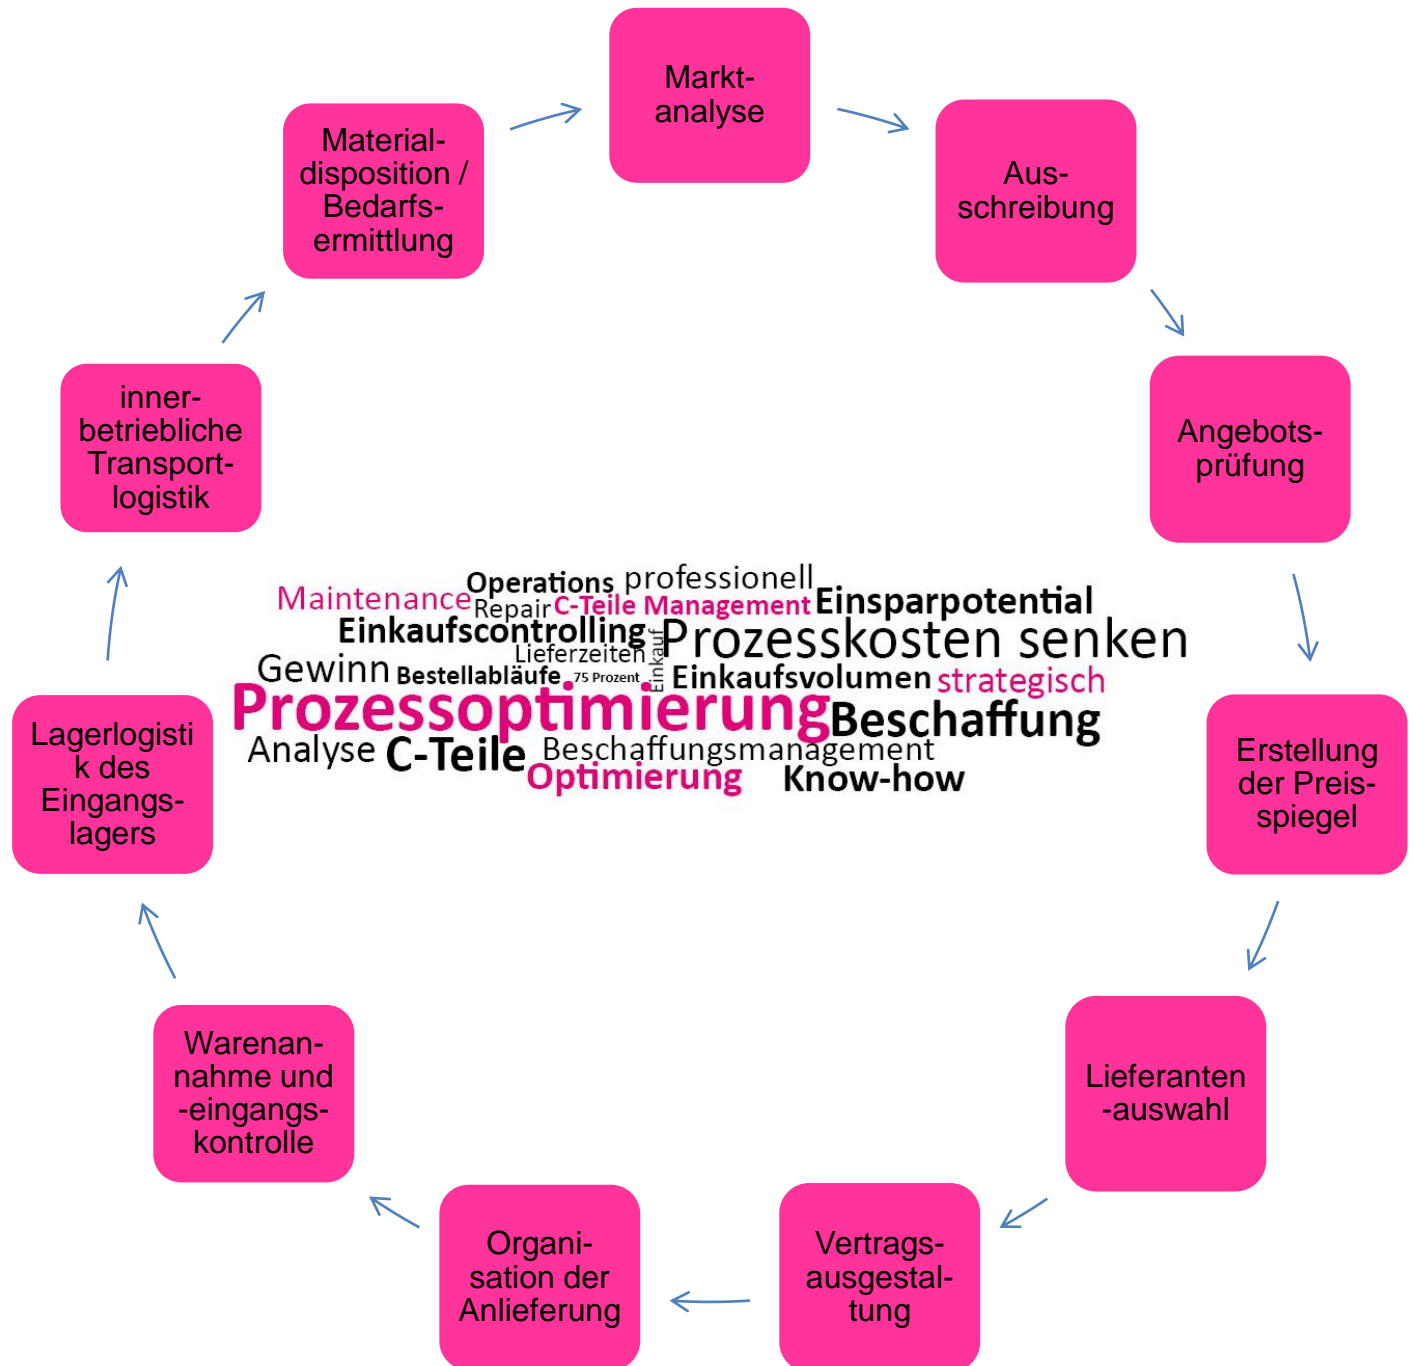 Markt-
analyse
Aus-
schreibung
Angebots-
prüfung
Erstellung
der Preis-
spiegel
Lieferanten
-auswahl
Vertrags-
ausgestal-
tung
Organi-
sation der
Anlieferung
Warenan-
nahme und
-eingangs-
kontrolle
Lagerlogisti
k des
Eingangs-
lagers
inner-
betriebliche
Transport-
logistik
Material-
disposition /
Bedarfs-
ermittlung
Operations professionell
Maintenance Repair C-Teile Management Einsparpotential
Einkaufscontrolling Einkauf Prozesskosten senken
Lieferzeiten
Gewinn Bestellabläufe 75 Prozent Einkaufsvolumen strategisch
Prozessoptimierung Beschaffung
Analyse C-Teile Beschaffungsmanagement
Optimierung Know-how